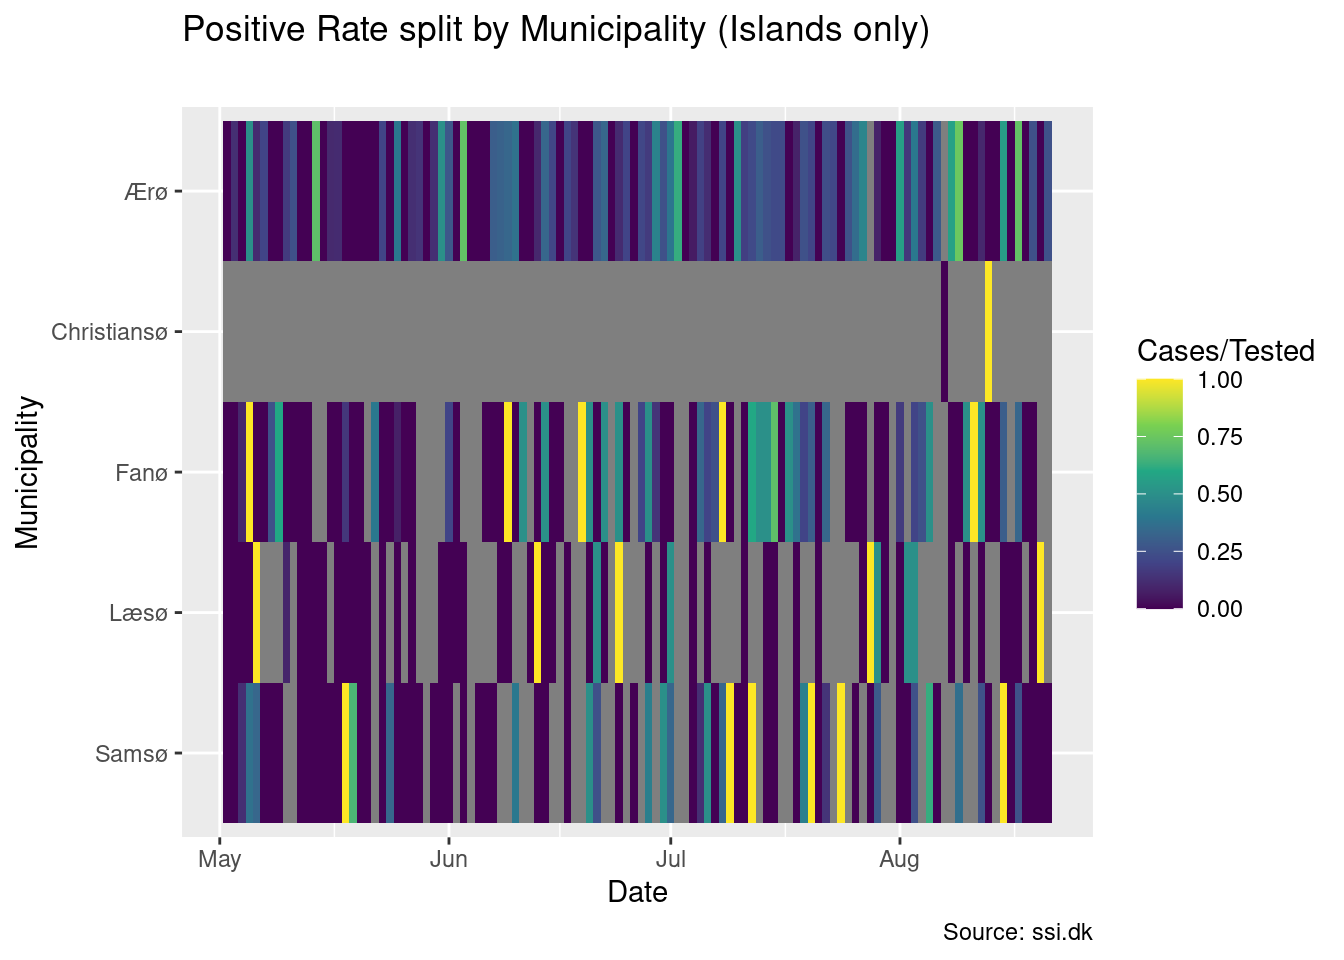 Positive Rate split by Municipality (Islands only)
Municipality
Ærø
Christiansø
Fanø
Læsø
Samsø
May
Jun
Jul
Aug
Date
Cases/Tested
1.00
0.75
0.50
0.25
0.00
Source: ssi.dk